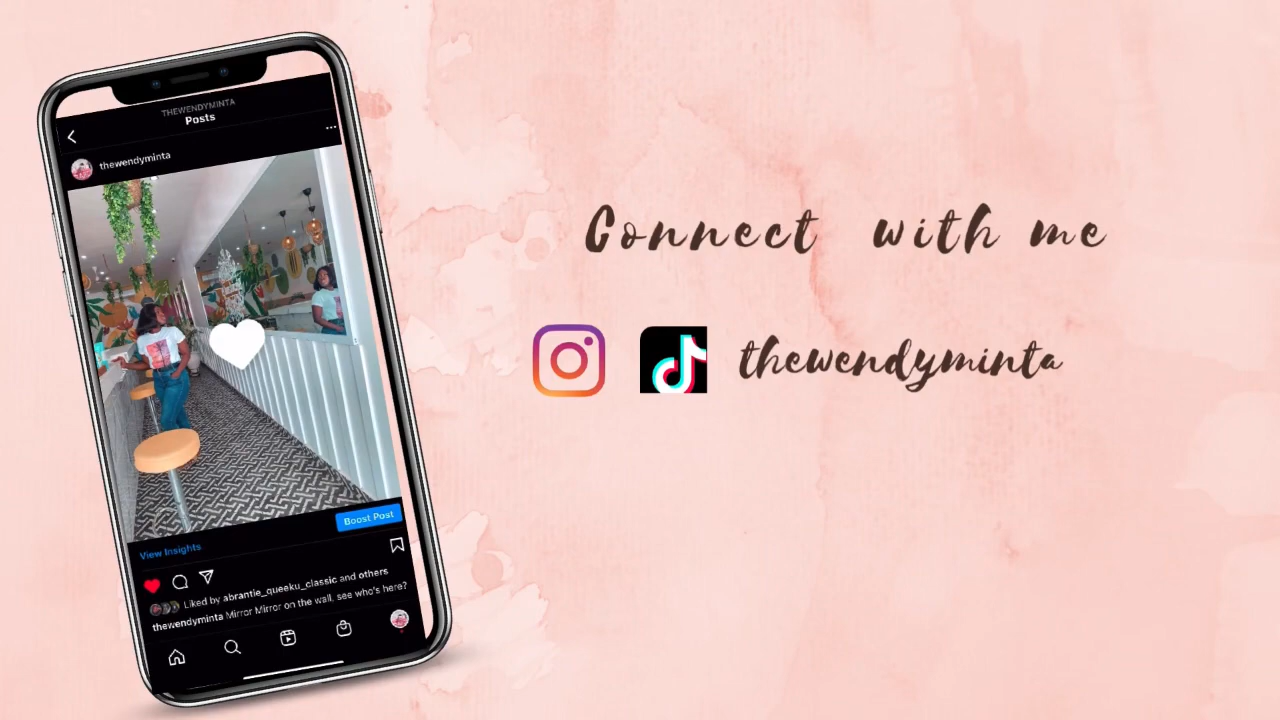 THEWENDYMINTA
Posts
thewendyminta
Boost Post
View Insights
Liked by abrantie_queeku_classic and others
thewendyminta Mirror Mirror on the wall, see who's here?
Connect with me
thewendyminta